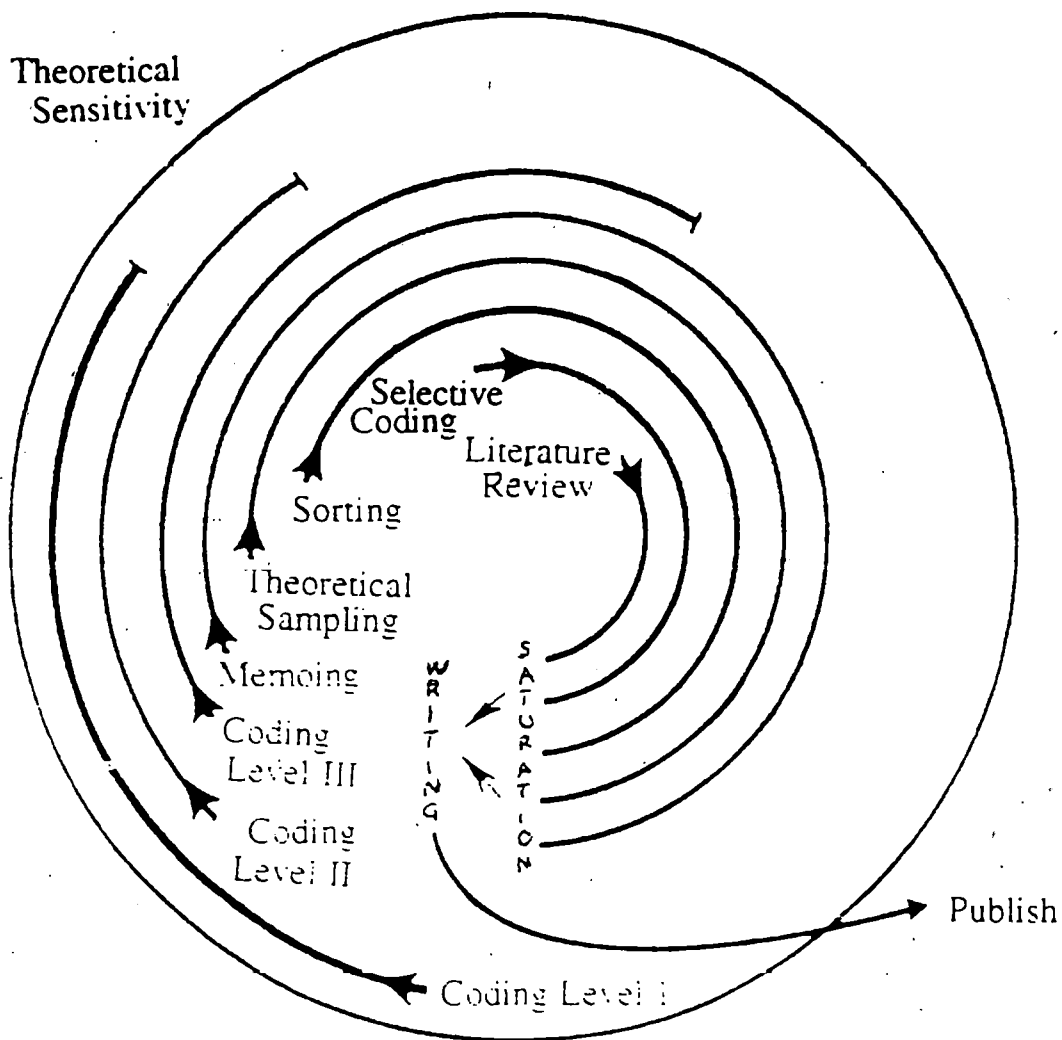 Theoretical
Sensitivity
Selective
Coding
Literature
Review
Sorting
Theoretical
Sampling
Memoing
Coding
Level III
Coding
Level II
Coding Level I
WRITING
SATURATION
Publish